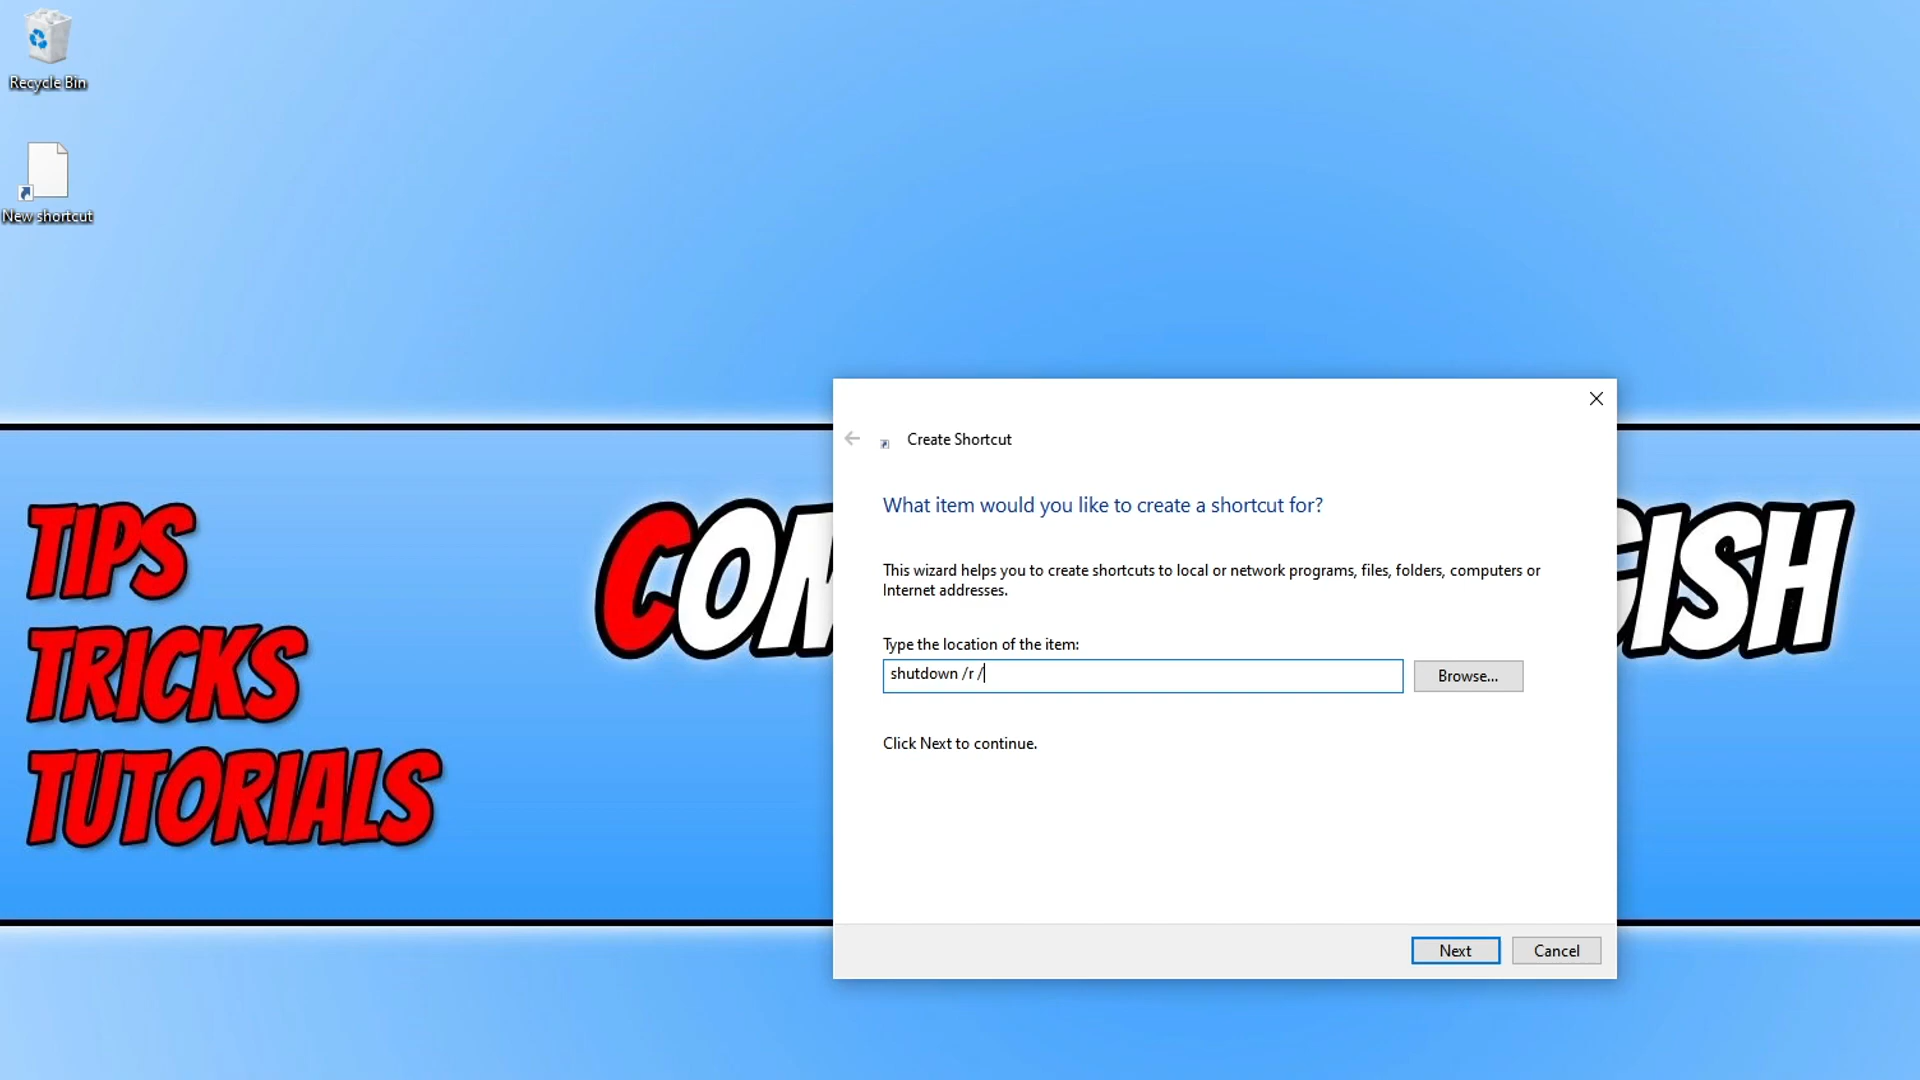 Recycle Bin
New shortcut
TIPS
TRICKS
TUTORIALS
COM
GISH
Create Shortcut
What item would you like to create a shortcut for?
This wizard helps you to create shortcuts to local or network programs, files, folders, computers or
Internet addresses.
Type the location of the item:
shutdown /r /
Browse...
Click Next to continue.
Next
Cancel